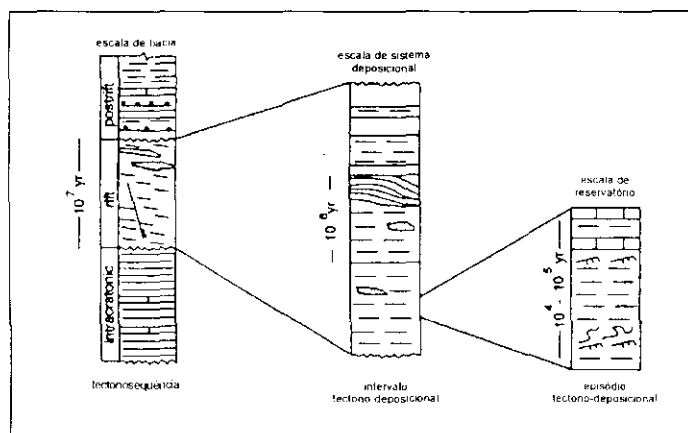 escala de bacia
postrift
rift
intracratonic
10⁷ yr
tectonosequência
escala de sistema
deposicional
10⁶ yr
intervalo
tectono deposicional
escala de
reservatório
10⁴ - 10⁵ yr
episódio
tectono-deposicional